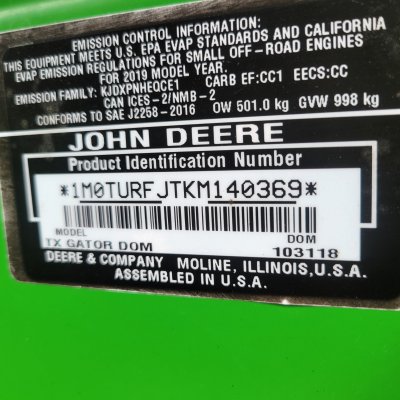 EMISSION CONTROL INFORMATION:
THIS EQUIPMENT MEETS U.S. EPA EVAP STANDARDS AND CALIFORNIA
EVAP EMISSION REGULATIONS FOR SMALL OFF-ROAD ENGINES
FOR 2019 MODEL YEAR
EMISSION FAMILY: KJDXPNHEQCE1 CARB EF:CC1 EECS:CC
CAN ICES-2/NMB-2
CONFORMS TO SAE J2258-2016 OW 501.0 kg GVW 998 kg
JOHN DEERE
Product Identification Number
*1M0TURFJTKM140369*
MODEL DOM
TX GATOR DOM 103118
DEERE & COMPANY MOLINE, ILLINOIS, U.S.A.
ASSEMBLED IN U.S.A.